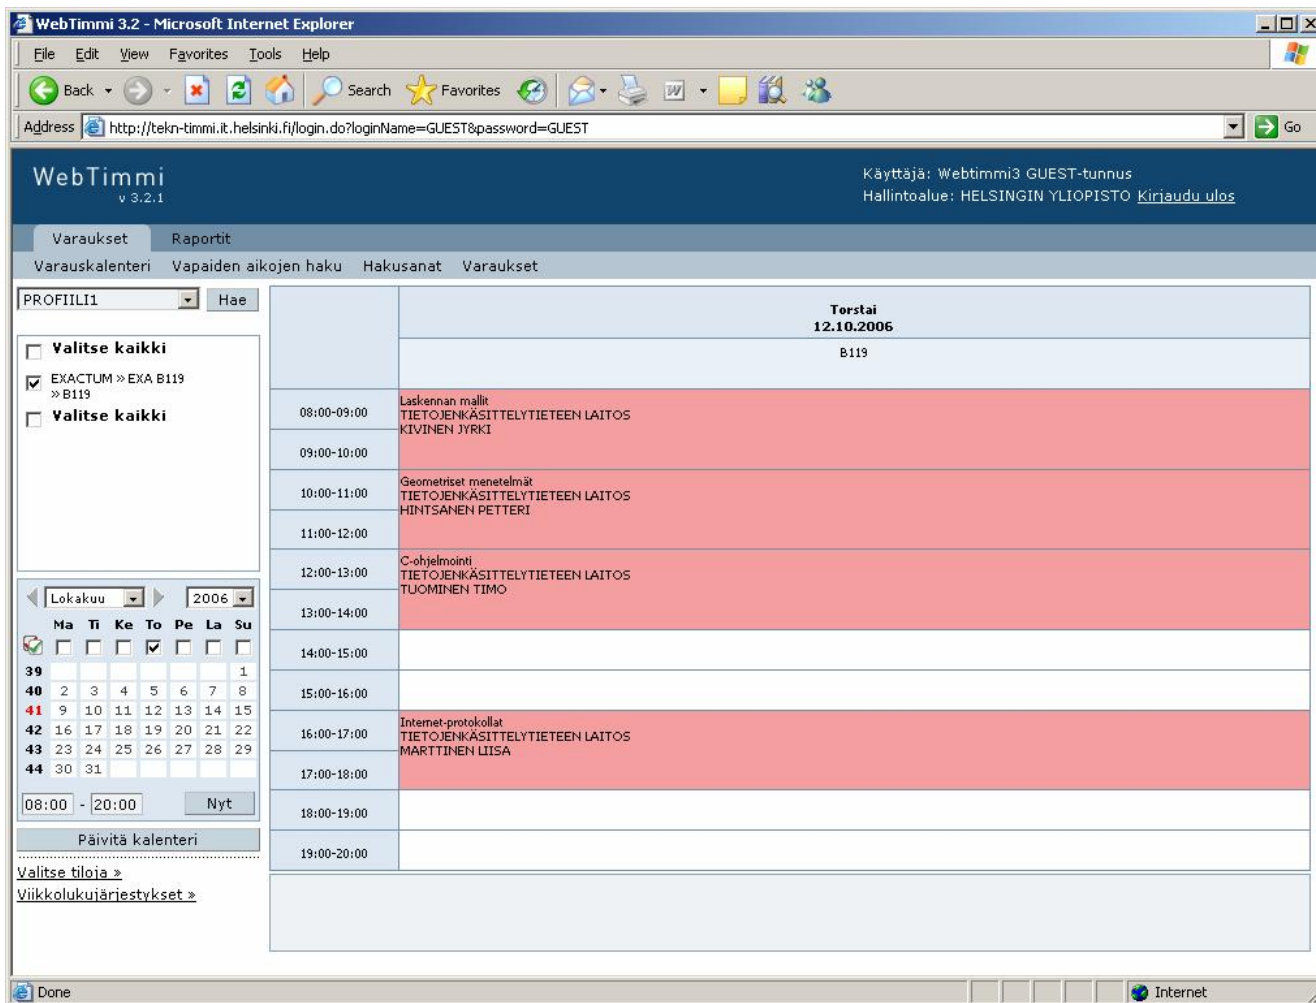 WebTimmi 3.2 - Microsoft Internet Explorer
File Edit View Favorites Tools Help
Back Search Favorites
Address http://tekn-timmi.it.helsinki.fi/login.do?loginName=GUEST&password=GUEST Go
WebTimmi
v 3.2.1
Käyttäjä: Webtimmi3 GUEST-tunnus
Hallintoalue: HELSINGIN YLIOPISTO Kirjaudu ulos
Varaukset Raportit
Varauskalenteri Vapaiden aikojen haku Hakusanat Varaukset
PROFIILI1 Hae
Valitse kaikki
EXACTUM » EXA B119
» B119
Valitse kaikki
Lokakuu 2006
Ma Ti Ke To Pe La Su
39 1
40 2 3 4 5 6 7 8
41 9 10 11 12 13 14 15
42 16 17 18 19 20 21 22
43 23 24 25 26 27 28 29
44 30 31
08:00 - 20:00 Nyt
Päivitä kalenteri
Valitse tiloja »
Viikkolukujärjestykset »
Torstai
12.10.2006
B119
08:00-09:00
Laskennan mallit
TIETOJENKÄSITTELYTIETEEN LAITOS
KIVINEN JYRKI
09:00-10:00
10:00-11:00
Geometriset menetelmät
TIETOJENKÄSITTELYTIETEEN LAITOS
HINTSANEN PETTERI
11:00-12:00
12:00-13:00
C-ohjelmointi
TIETOJENKÄSITTELYTIETEEN LAITOS
TUOMINEN TIMO
13:00-14:00
14:00-15:00
15:00-16:00
16:00-17:00
Internet-protokollat
TIETOJENKÄSITTELYTIETEEN LAITOS
MARTTINEN LIISA
17:00-18:00
18:00-19:00
19:00-20:00
Done Internet